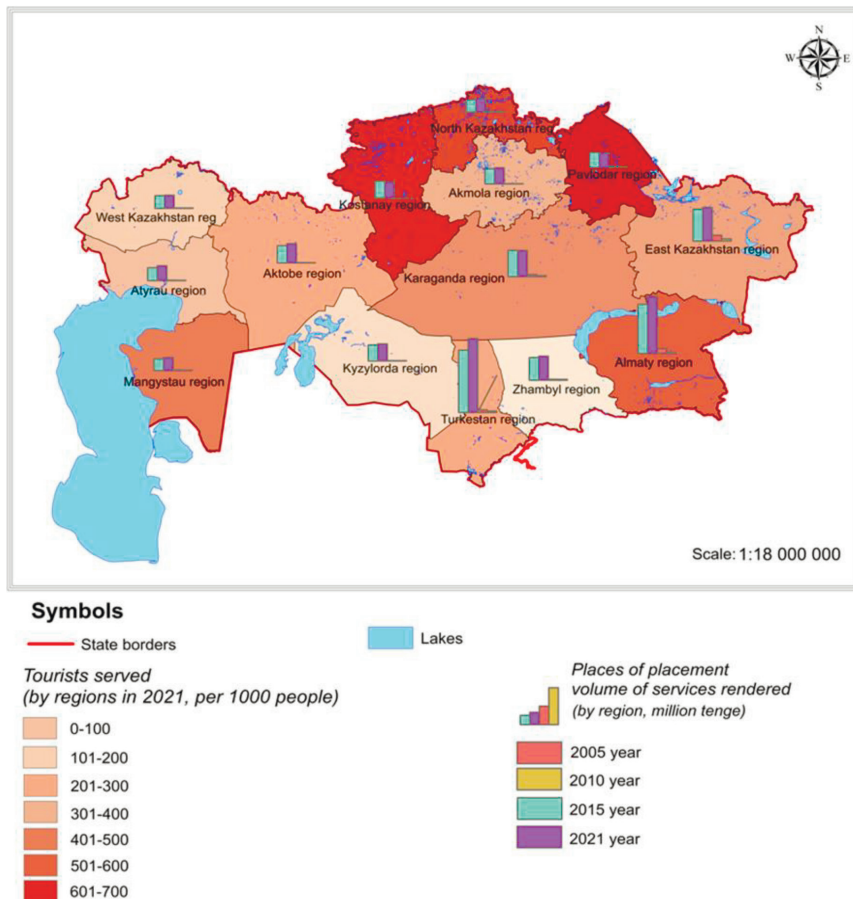 N
W E
S
North Kazakhstan reg
Pavlodar region
Kostanay region
Akmola region
West Kazakhstan reg
East Kazakhstan region
Aktobe region
Karaganda region
Atyrau region
Mangystau region
Kyzylorda region
Zhambyl region
Almaty region
Turkestan region
Scale: 1:18 000 000
Symbols
State borders
Lakes
Tourists served
(by regions in 2021, per 1000 people)
0-100
101-200
201-300
301-400
401-500
501-600
601-700
Places of placement
volume of services rendered
(by region, million tenge)
2005 year
2010 year
2015 year
2021 year